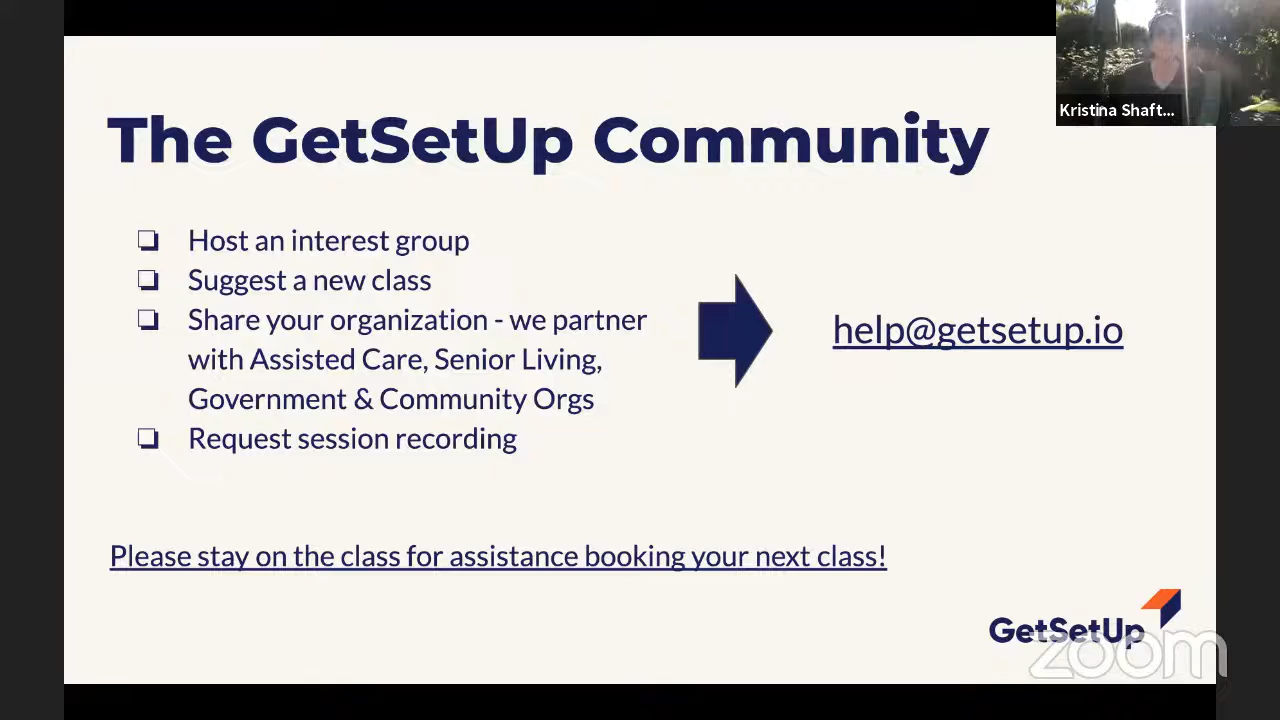 Kristina Shaft...
The GetSetUp Community
❏ Host an interest group
❏ Suggest a new class
❏ Share your organization - we partner
with Assisted Care, Senior Living,
Government & Community Orgs
❏ Request session recording
help@getsetup.io
Please stay on the class for assistance booking your next class!
GetSetUp
zoom